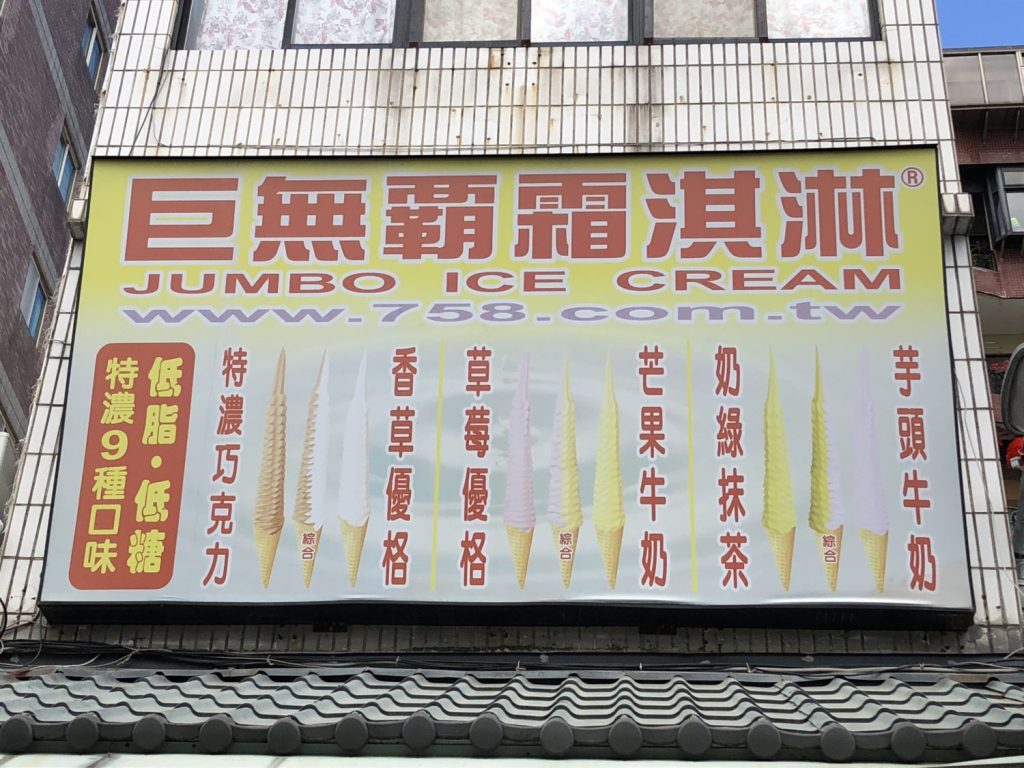 巨無霸霜淇淋®
JUMBO ICE CREAM
www.758.com.tw
低脂·低糖
特濃9種口味
特濃巧克力
綜合
香草優格
草莓優格
綜合
芒果牛奶
奶綠抹茶
綜合
芋頭牛奶